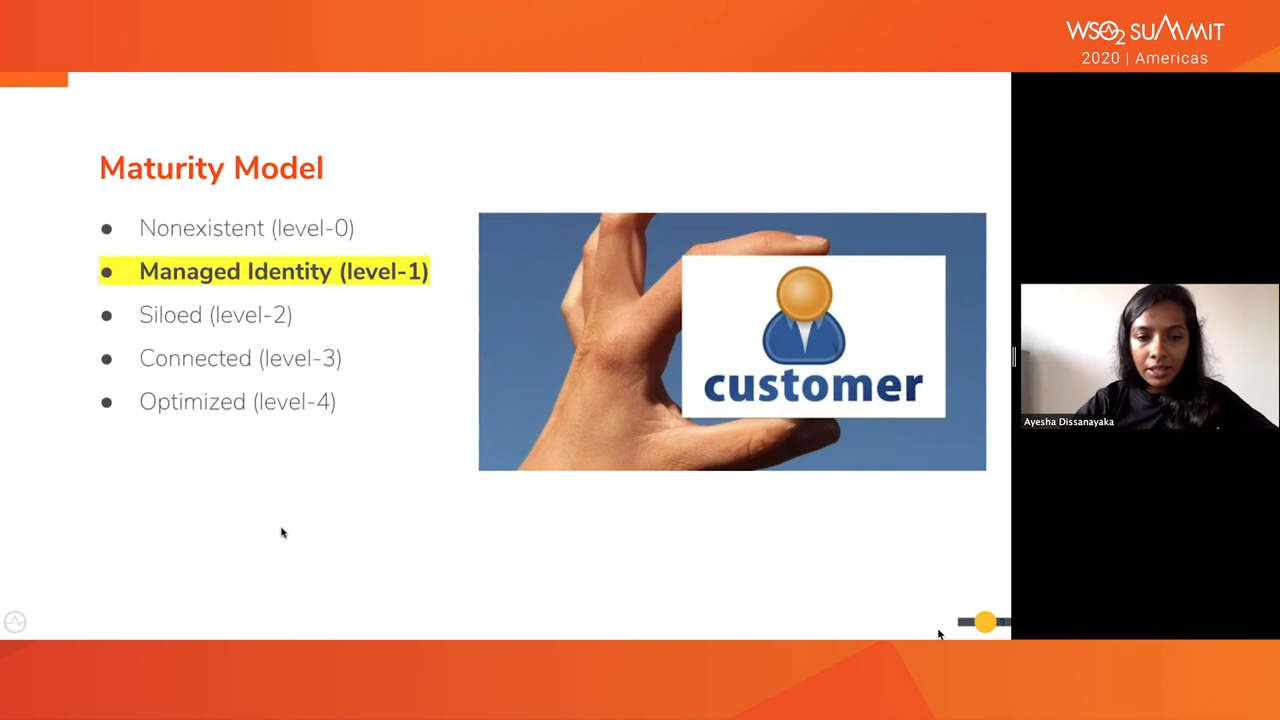 WSO2 SUMMIT
2020 | Americas
Maturity Model
● Nonexistent (level-0)
● Managed Identity (level-1)
● Siloed (level-2)
● Connected (level-3)
● Optimized (level-4)
customer
Ayesha Dissanayaka